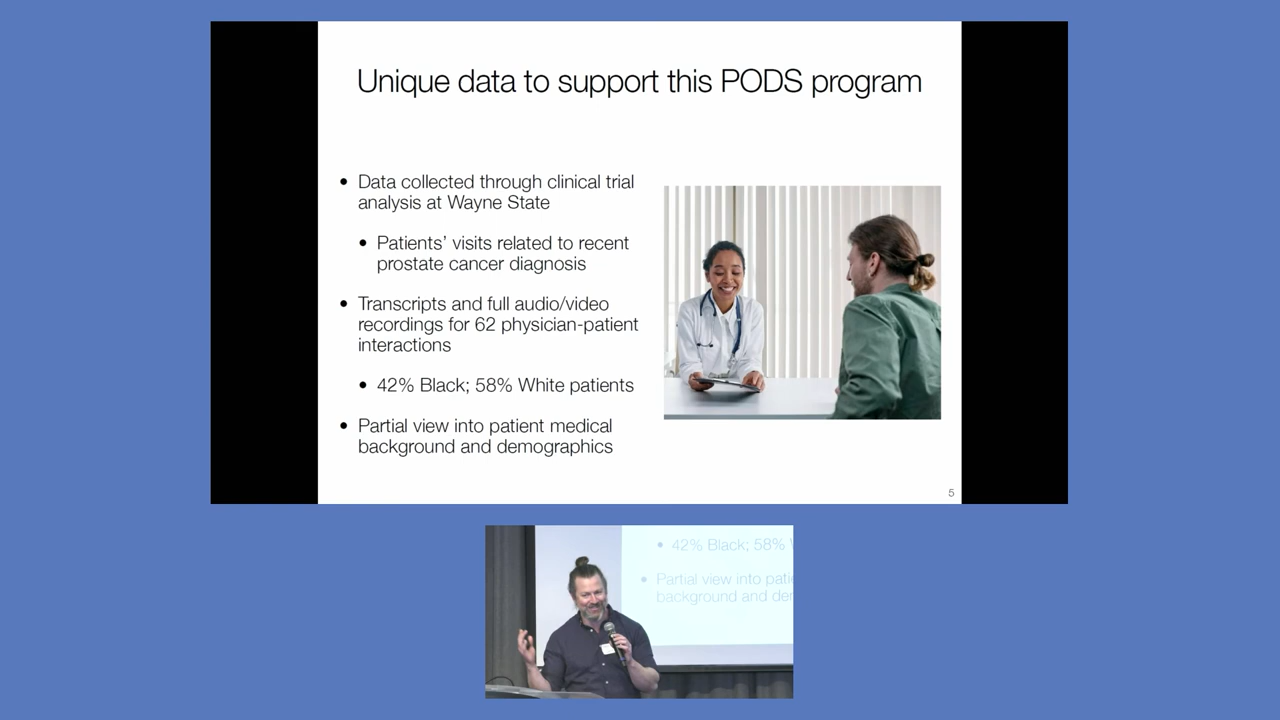 Unique data to support this PODS program
• Data collected through clinical trial
analysis at Wayne State
• Patients’ visits related to recent
prostate cancer diagnosis
• Transcripts and full audio/video
recordings for 62 physician-patient
interactions
• 42% Black; 58% White patients
• Partial view into patient medical
background and demographics
5
• 42% Black; 58%
• Partial view into
background and